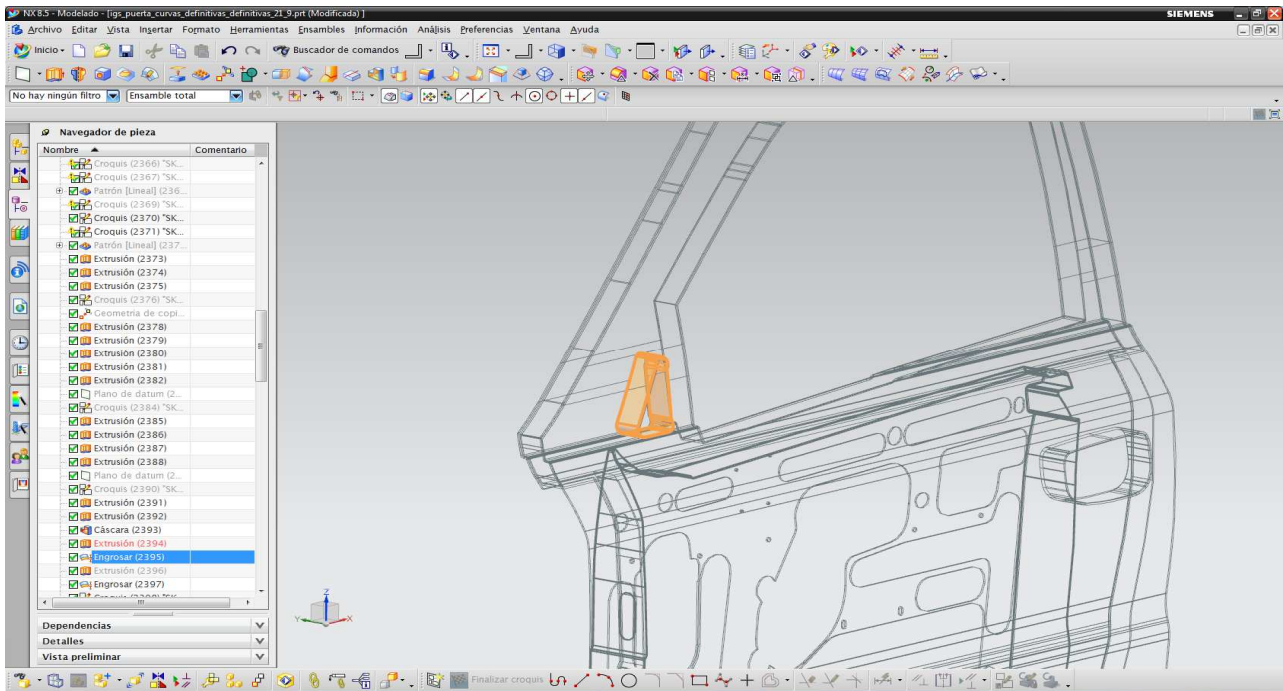 NX 8.5 - Modelado - [igs_puerta_curvas_definitivas_definitivas_21_9.prt (Modificada) ]
SIEMENS
Archivo Editar Vista Insertar Formato Herramientas Ensambles Información Análisis Preferencias Ventana Ayuda
Inicio
Buscador de comandos
No hay ningún filtro
Ensamble total
Navegador de pieza
Nombre
Comentario
Croquis (2366) "SK...
Croquis (2367) "SK...
Patrón [Lineal] (236...
Croquis (2369) "SK...
Croquis (2370) "SK...
Croquis (2371) "SK...
Patrón [Lineal] (237...
Extrusión (2373)
Extrusión (2374)
Extrusión (2375)
Croquis (2376) "SK...
Geometría de copi...
Extrusión (2378)
Extrusión (2379)
Extrusión (2380)
Extrusión (2381)
Extrusión (2382)
Plano de datum (2...
Croquis (2384) "SK...
Extrusión (2385)
Extrusión (2386)
Extrusión (2387)
Extrusión (2388)
Plano de datum (2...
Croquis (2390) "SK...
Extrusión (2391)
Extrusión (2392)
Cáscara (2393)
Extrusión (2394)
Engrosar (2395)
Extrusión (2396)
Engrosar (2397)
Croquis (2398) "SK...
Dependencias
Detalles
Vista preliminar
Z
Y
X
Finalizar croquis